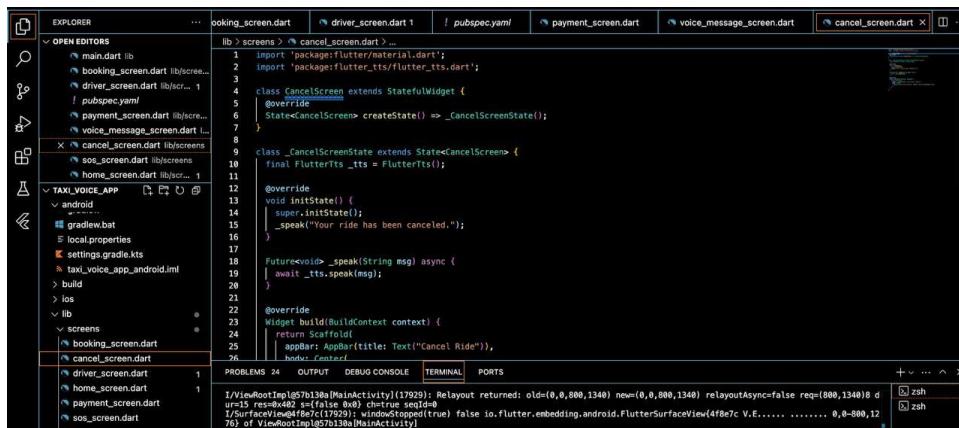 EXPLORER
OPEN EDITORS
main.dart lib
booking_screen.dart lib/scree...
driver_screen.dart lib/scr... 1
! pubspec.yaml
payment_screen.dart lib/scre...
voice_message_screen.dart l...
cancel_screen.dart lib/screens
sos_screen.dart lib/screens
home_screen.dart lib/scr... 1
TAXI_VOICE_APP
android
gradlew.bat
local.properties
settings.gradle.kts
taxi_voice_app_android.iml
build
ios
lib
screens
booking_screen.dart
cancel_screen.dart
driver_screen.dart 1
home_screen.dart 1
payment_screen.dart
sos_screen.dart
ooking_screen.dart driver_screen.dart 1 ! pubspec.yaml payment_screen.dart voice_message_screen.dart cancel_screen.dart
lib > screens > cancel_screen.dart > ...
1 import 'package:flutter/material.dart';
2 import 'package:flutter_tts/flutter_tts.dart';
3
4 class CancelScreen extends StatefulWidget {
5 @override
6 State<CancelScreen> createState() => _CancelScreenState();
7 }
8
9 class _CancelScreenState extends State<CancelScreen> {
10 final FlutterTts _tts = FlutterTts();
11
12 @override
13 void initState() {
14 super.initState();
15 _speak("Your ride has been canceled.");
16 }
17
18 Future<void> _speak(String msg) async {
19 await _tts.speak(msg);
20 }
21
22 @override
23 Widget build(BuildContext context) {
24 return Scaffold(
25 appBar: AppBar(title: Text("Cancel Ride")),
26 body: Center(
PROBLEMS 24 OUTPUT DEBUG CONSOLE TERMINAL PORTS
I/ViewRootImpl@57b130a[MainActivity](17929): Relayout returned: old=(0,0,800,1340) new=(0,0,800,1340) relayoutAsync=false req=(800,1340)8 d
ur=15 res=0x402 s={false 0x0} ch=true seqId=0
I/SurfaceView@4f8e7c(17929): windowStopped(true) false io.flutter.embedding.android.FlutterSurfaceView{4f8e7c V.E...... ........ 0,0-800,12
76} of ViewRootImpl@57b130a[MainActivity]
zsh
zsh